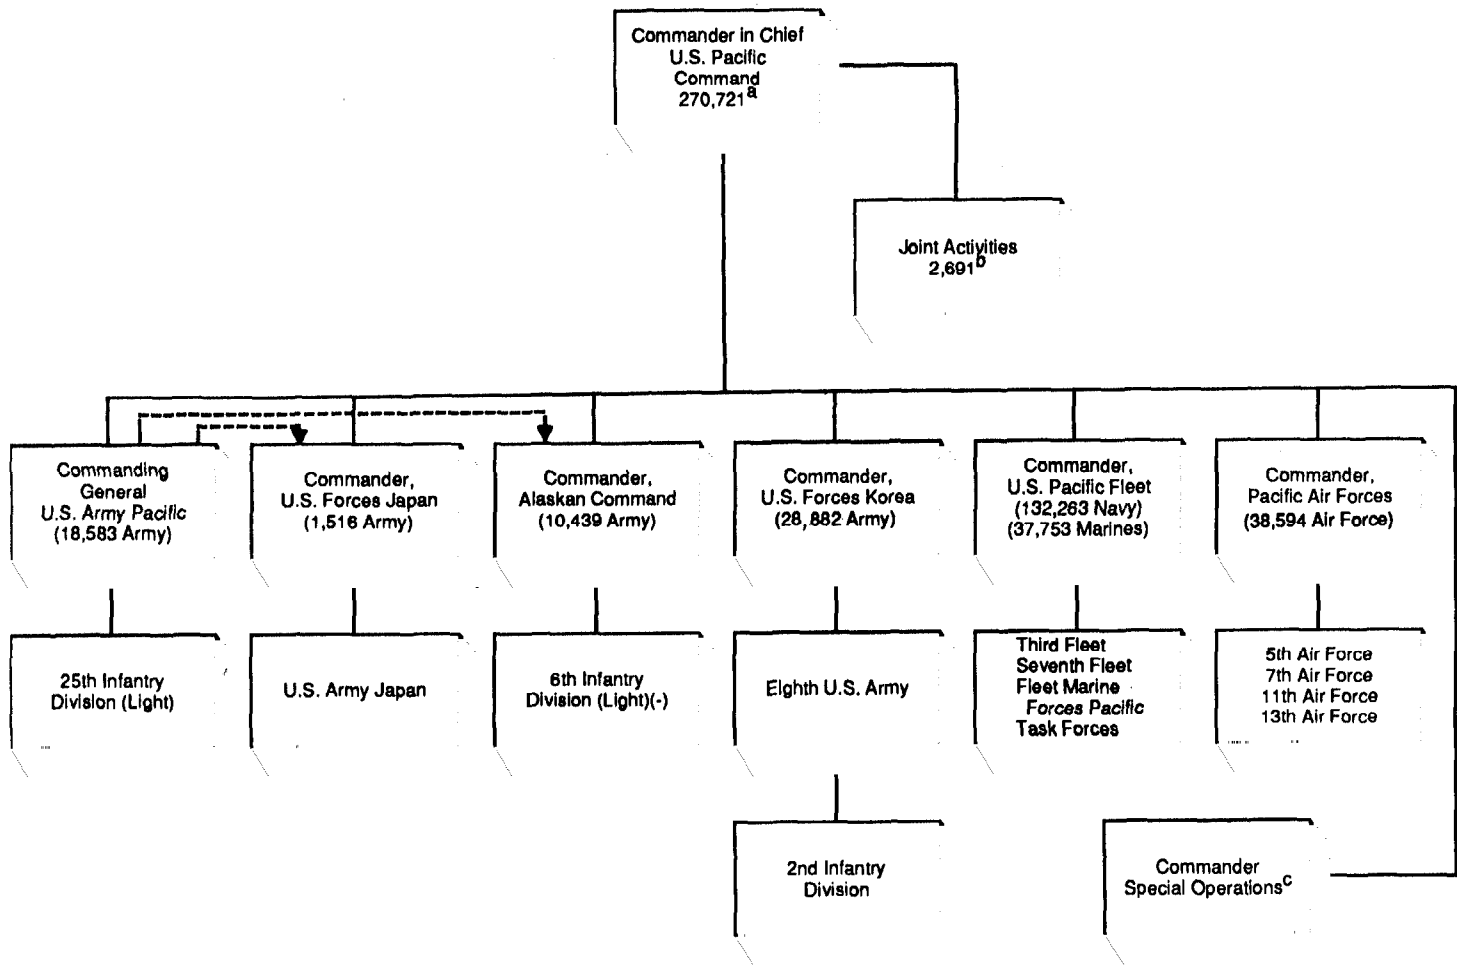 Commander in Chief
U.S. Pacific
Command
270,721a
Joint Activities
2,691b
Commanding
General
U.S. Army Pacific
(18,583 Army)
Commander,
U.S. Forces Japan
(1,516 Army)
Commander,
Alaskan Command
(10,439 Army)
Commander,
U.S. Forces Korea
(28,882 Army)
Commander,
U.S. Pacific Fleet
(132,263 Navy)
(37,753 Marines)
Commander,
Pacific Air Forces
(38,594 Air Force)
25th Infantry
Division (Light)
U.S. Army Japan
6th Infantry
Division (Light)(-)
Eighth U.S. Army
Third Fleet
Seventh Fleet
Fleet Marine
Forces Pacific
Task Forces
5th Air Force
7th Air Force
11th Air Force
13th Air Force
2nd Infantry
Division
Commander
Special Operationsc